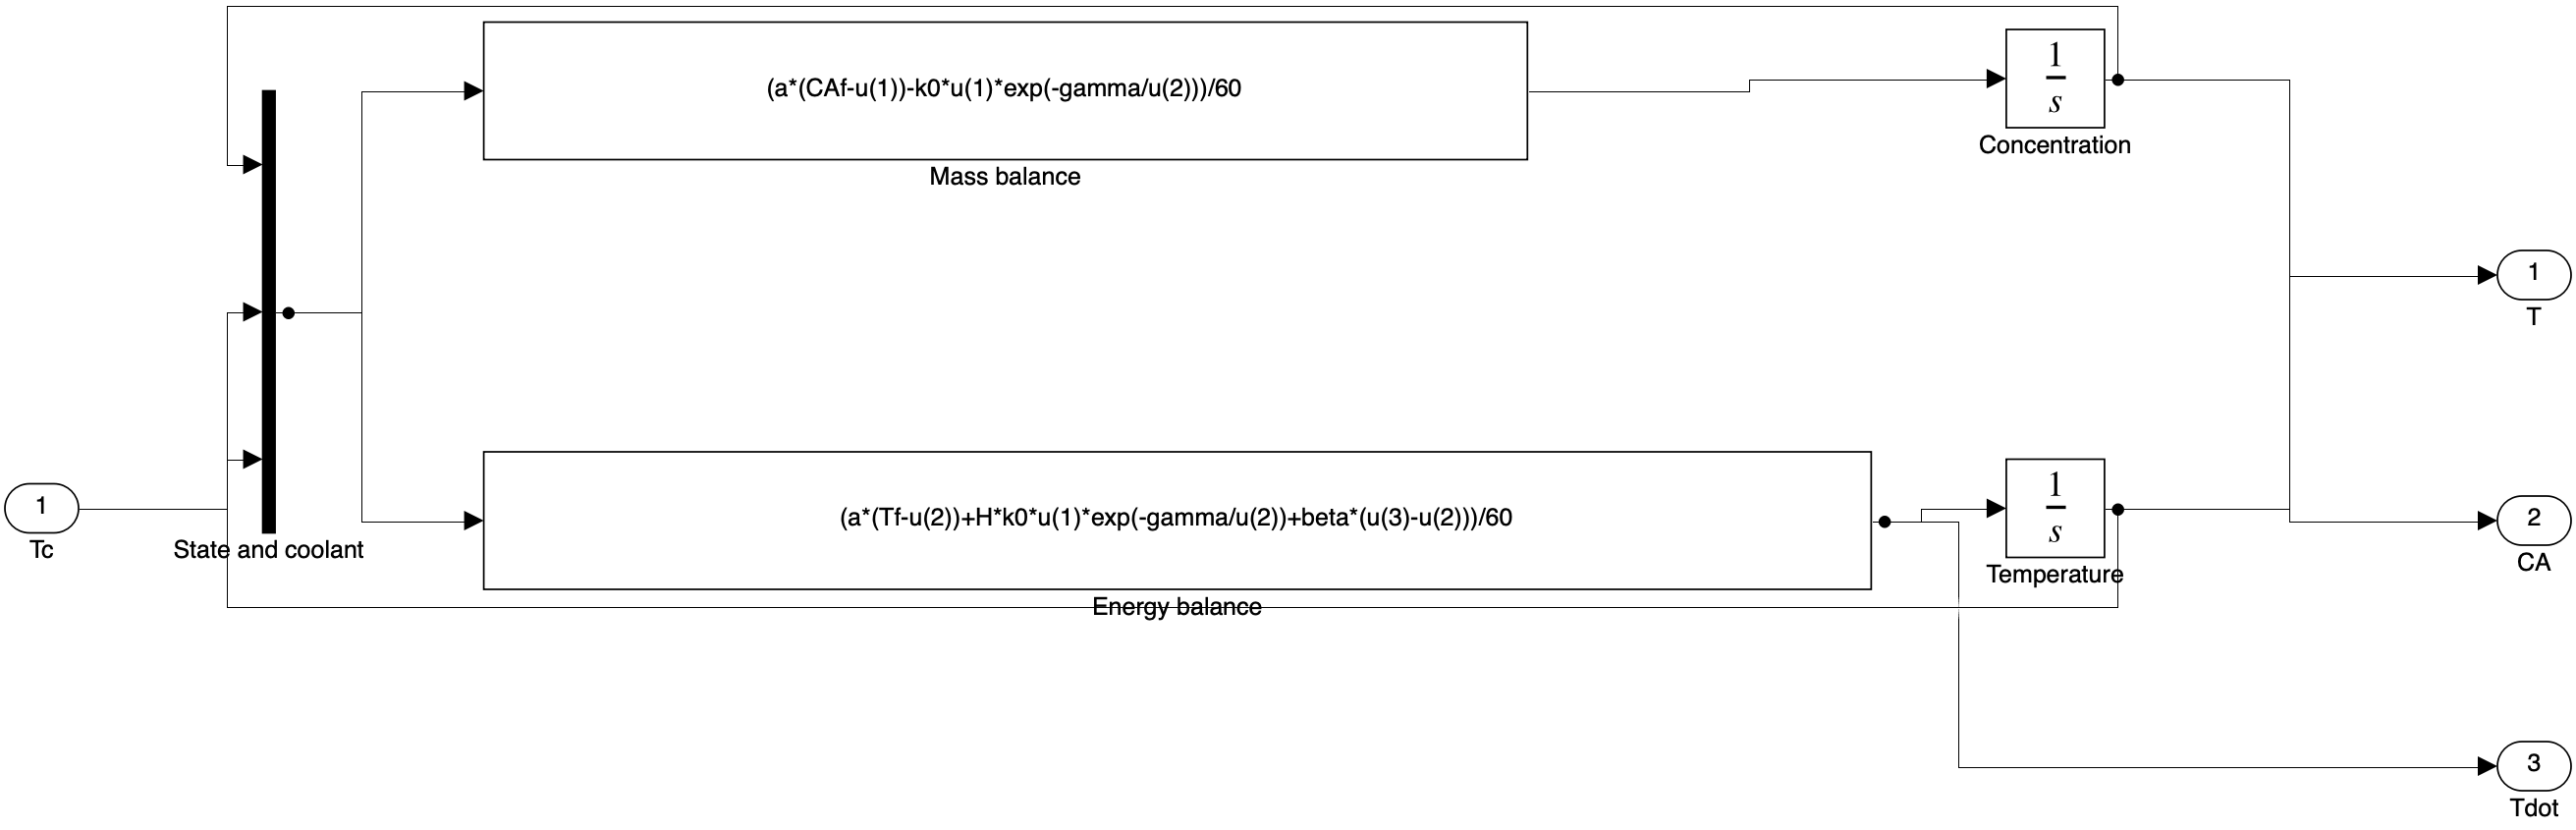 (a*(CAf-u(1))-k0*u(1)*exp(-gamma/u(2)))/60
Mass balance
1
s
Concentration
1
T
1
Tc
State and coolant
(a*(Tf-u(2))+H*k0*u(1)*exp(-gamma/u(2))+beta*(u(3)-u(2)))/60
Energy balance
1
s
Temperature
2
CA
3
Tdot